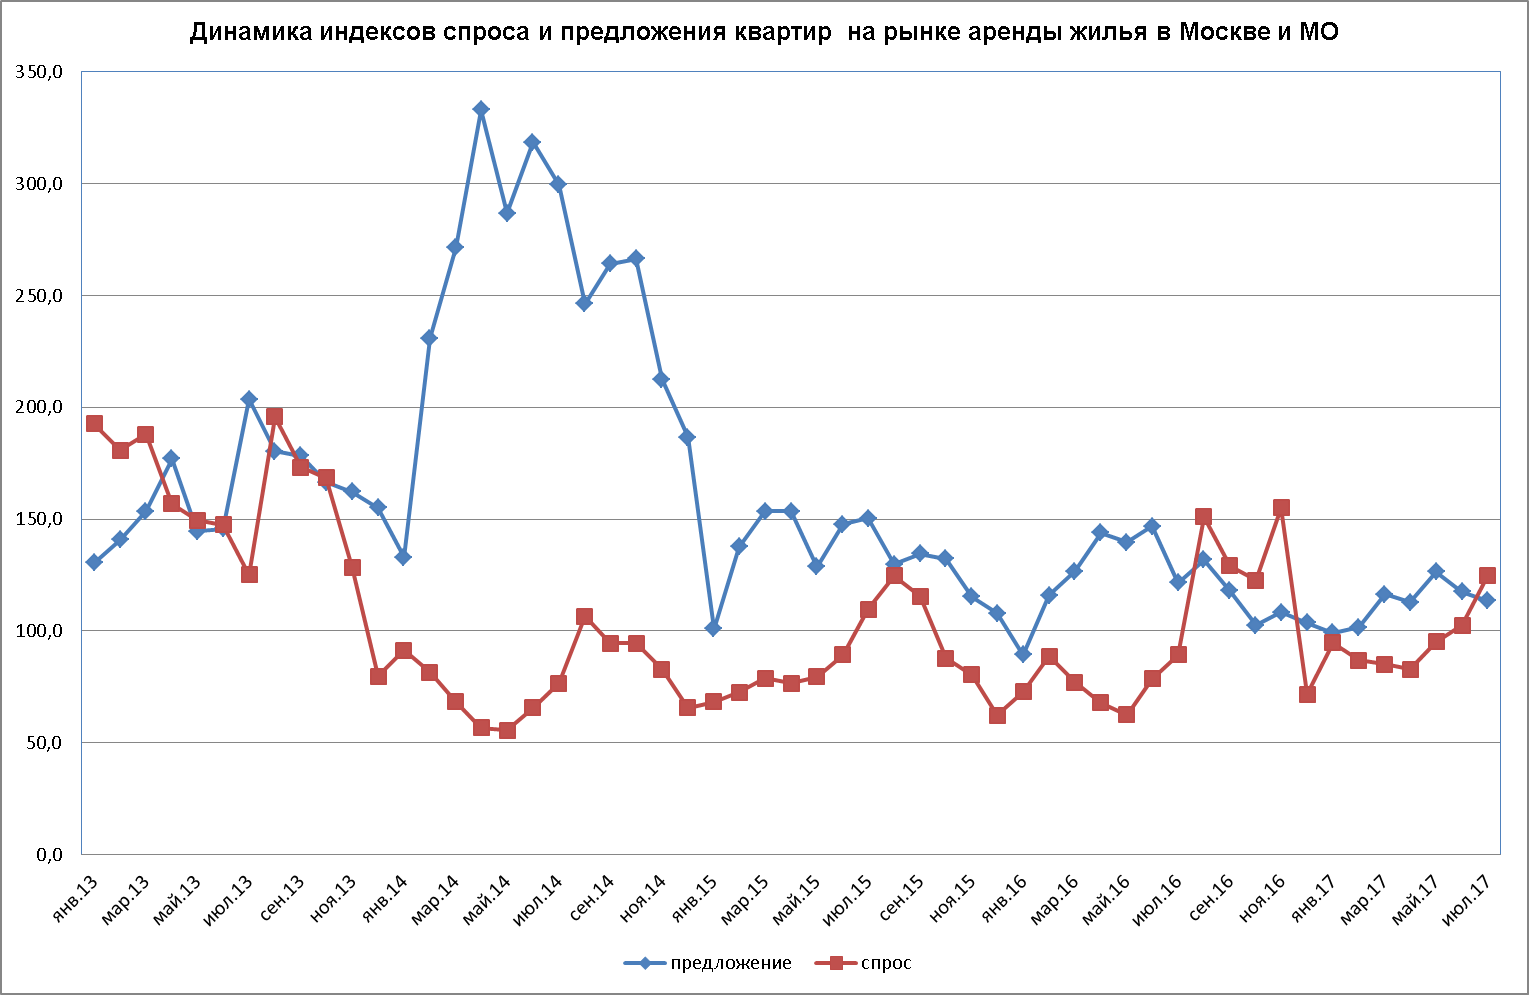 Динамика индексов спроса и предложения квартир  на рынке аренды жилья в Москве и МО
350,0
300,0
250,0
200,0
150,0
100,0
50,0
0,0
янв.13
мар.13
май.13
июл.13
сен.13
ноя.13
янв.14
мар.14
май.14
июл.14
сен.14
ноя.14
янв.15
мар.15
май.15
июл.15
сен.15
ноя.15
янв.16
мар.16
май.16
июл.16
сен.16
ноя.16
янв.17
мар.17
май.17
июл.17
предложение
спрос